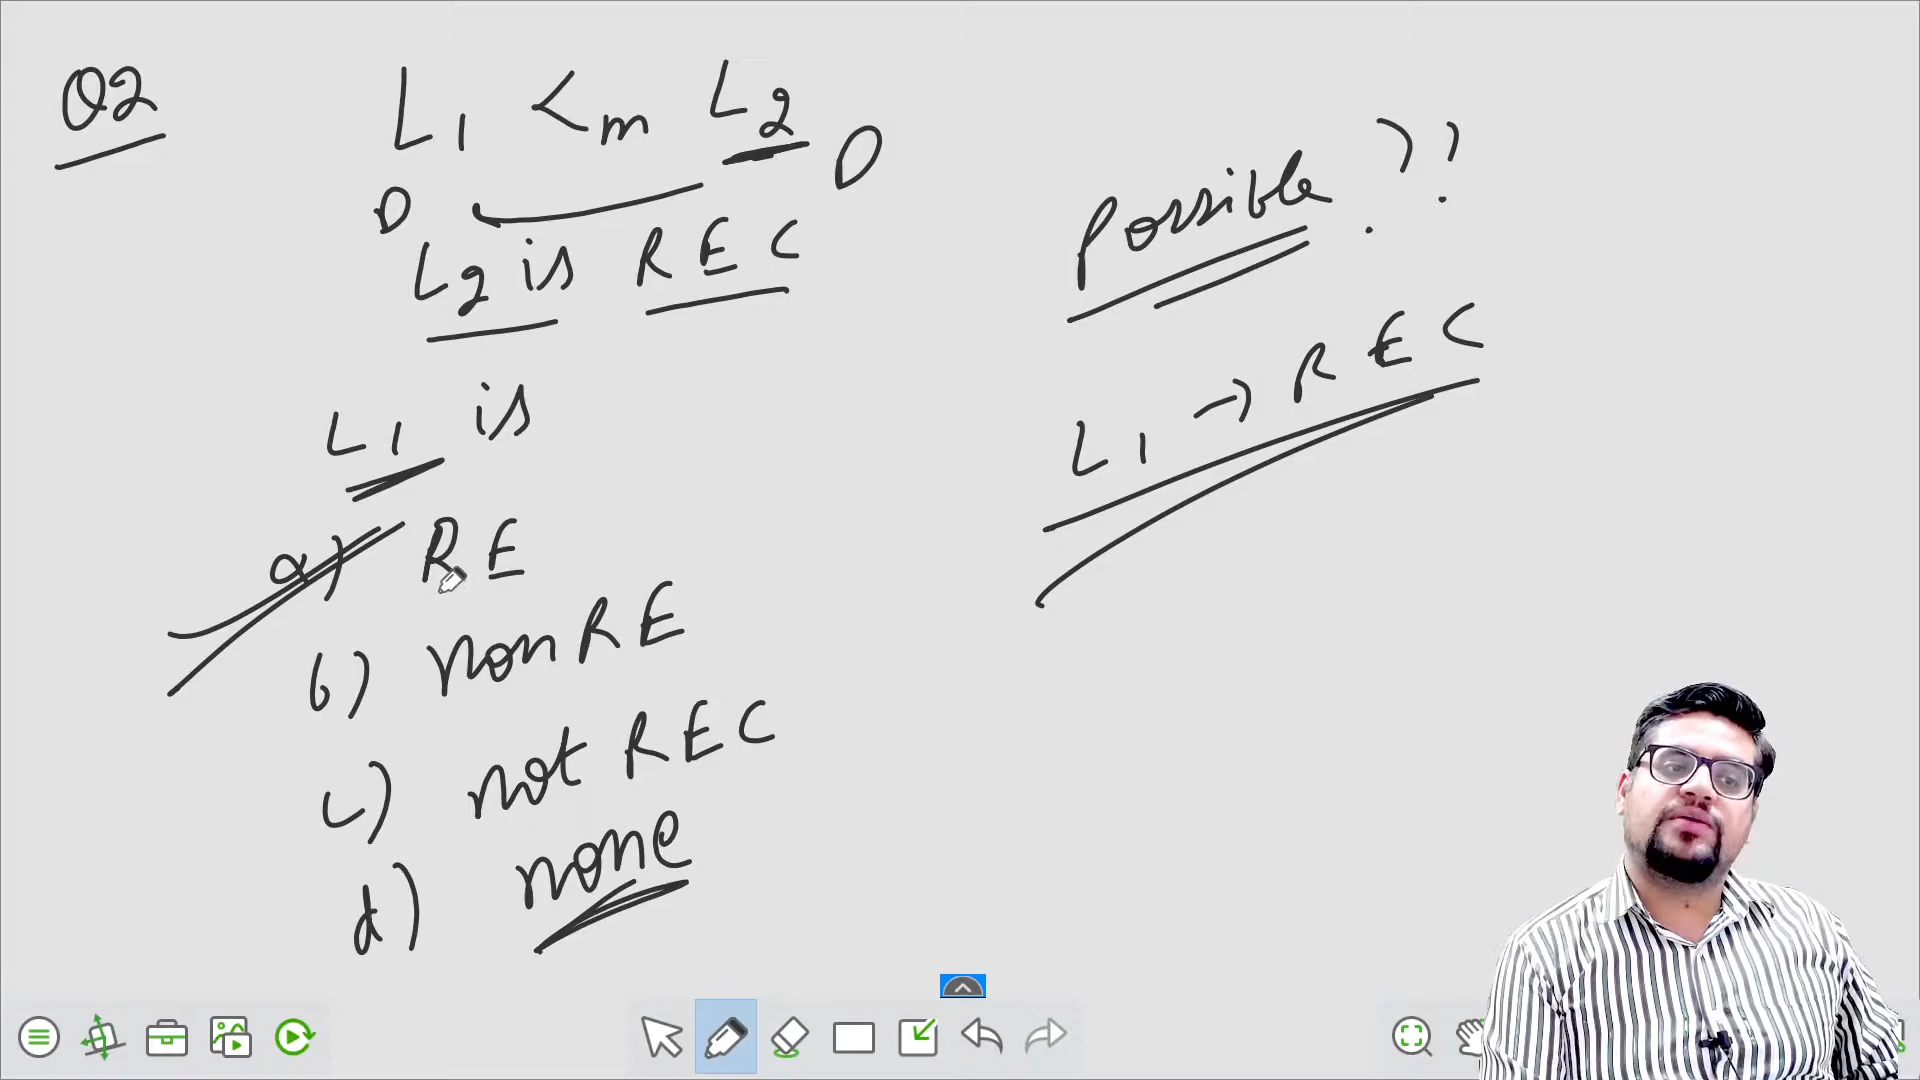 Q2
L1 <m L2
D D
L2 is REC
L1 is
a) RE
b) non RE
c) not REC
d) none
Possible ??
L1 → REC